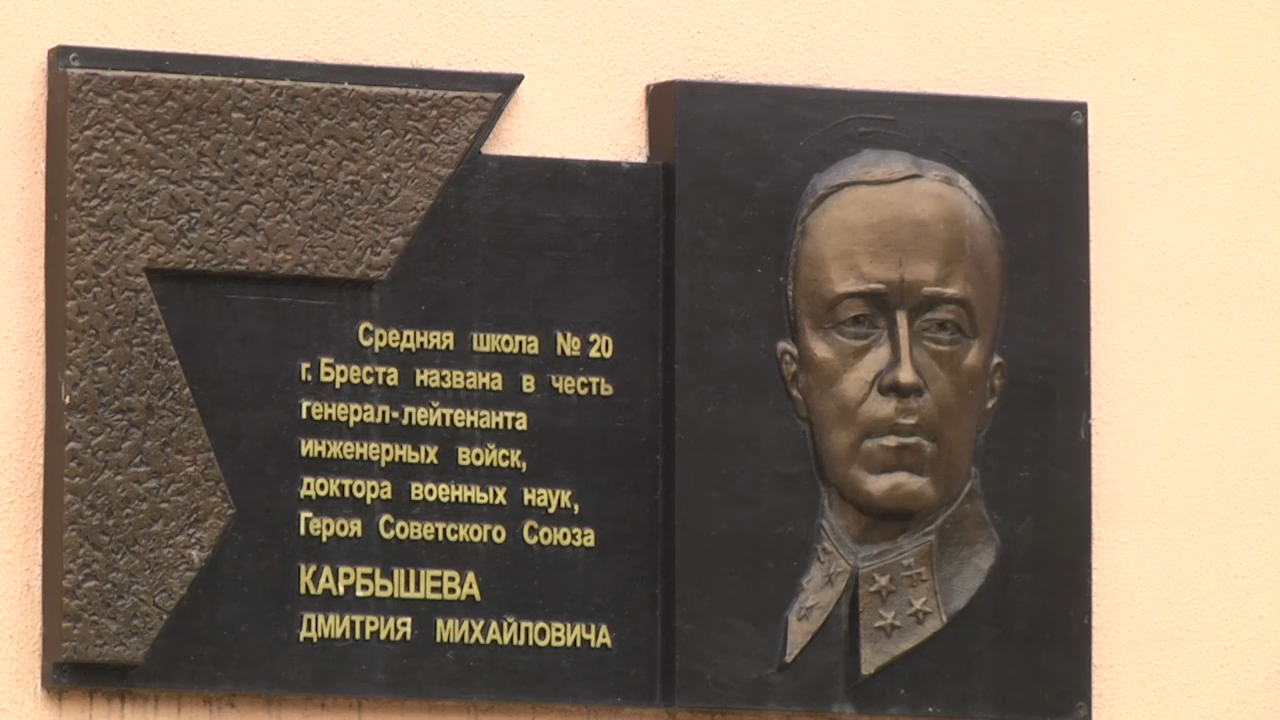 Средняя школа № 20
г. Бреста названа в честь
генерал-лейтенанта
инженерных войск,
доктора военных наук,
Героя Советского Союза
КАРБЫШЕВА
ДМИТРИЯ МИХАЙЛОВИЧА